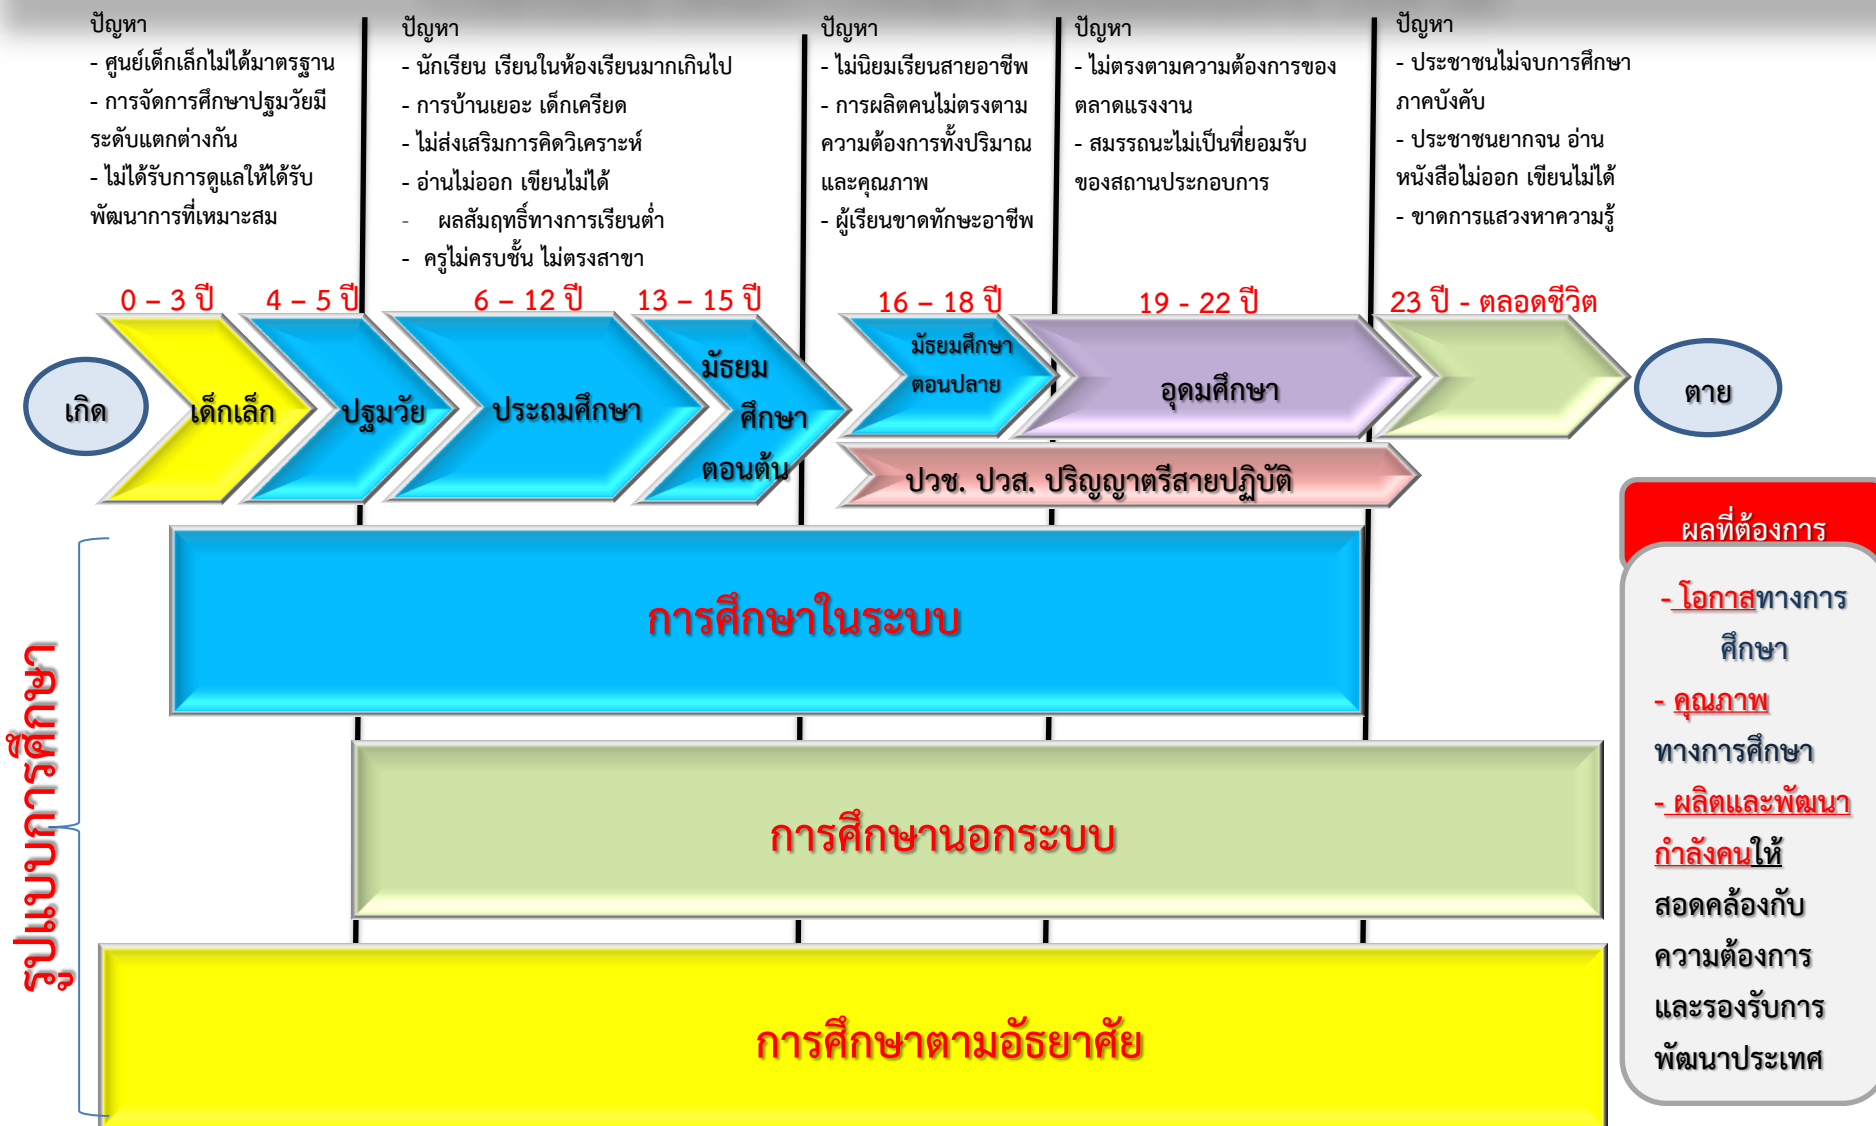 ปัญหา
- ศูนย์เด็กเล็กไม่ได้มาตรฐาน
- การจัดการศึกษาปฐมวัยมี
ระดับแตกต่างกัน
- ไม่ได้รับการดูแลให้ได้รับ
พัฒนาการที่เหมาะสม
ปัญหา
- นักเรียน เรียนในห้องเรียนมากเกินไป
- การบ้านเยอะ เด็กเครียด
- ไม่ส่งเสริมการคิดวิเคราะห์
- อ่านไม่ออก เขียนไม่ได้
- ผลสัมฤทธิ์ทางการเรียนต่ำ
- ครูไม่ครบชั้น ไม่ตรงสาขา
ปัญหา
- ไม่นิยมเรียนสายอาชีพ
- การผลิตคนไม่ตรงตาม
ความต้องการทั้งปริมาณ
และคุณภาพ
- ผู้เรียนขาดทักษะอาชีพ
ปัญหา
- ไม่ตรงตามความต้องการของ
ตลาดแรงงาน
- สมรรถนะไม่เป็นที่ยอมรับ
ของสถานประกอบการ
ปัญหา
- ประชาชนไม่จบการศึกษา
ภาคบังคับ
- ประชาชนยากจน อ่าน
หนังสือไม่ออก เขียนไม่ได้
- ขาดการแสวงหาความรู้
0 – 3 ปี
4 – 5 ปี
6 – 12 ปี
13 – 15 ปี
16 – 18 ปี
19 - 22 ปี
23 ปี - ตลอดชีวิต
เกิด
เด็กเล็ก
ปฐมวัย
ประถมศึกษา
มัธยม
ศึกษา
ตอนต้น
มัธยมศึกษา
ตอนปลาย
อุดมศึกษา
ตาย
ปวช. ปวส. ปริญญาตรีสายปฏิบัติ
รูปแบบการศึกษา
การศึกษาในระบบ
การศึกษานอกระบบ
การศึกษาตามอัธยาศัย
ผลที่ต้องการ
- โอกาสทางการ
ศึกษา
- คุณภาพ
ทางการศึกษา
- ผลิตและพัฒนา
กำลังคนให้
สอดคล้องกับ
ความต้องการ
และรองรับการ
พัฒนาประเทศ